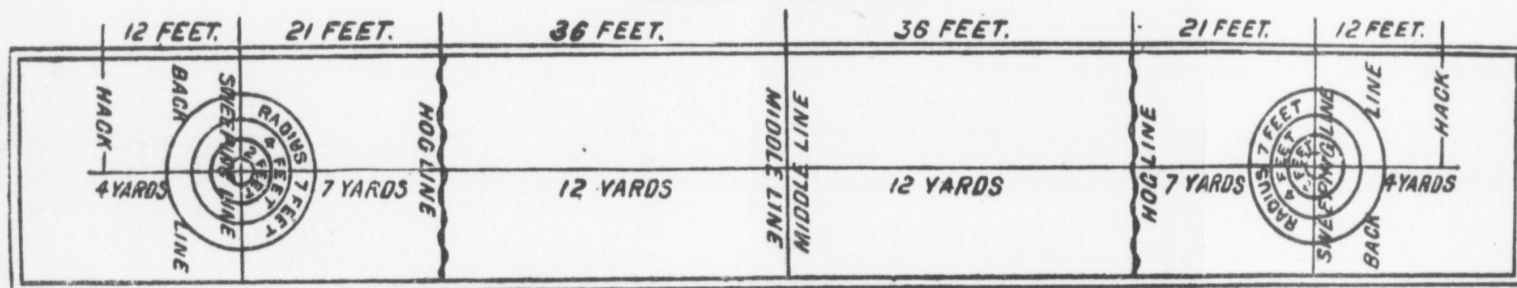 12 FEET. 21 FEET. 36 FEET. 36 FEET. 21 FEET. 12 FEET.
HACK
BACK LINE
SWEEPING LINE
RADIUS 7 FEET
4 FEET
HOG LINE
MIDDLE LINE
MIDDLE LINE
HOG LINE
RADIUS 7 FEET
4 FEET
SWEEPING LINE
BACK LINE
HACK
4 YARDS 7 YARDS 12 YARDS 12 YARDS 7 YARDS 4 YARDS